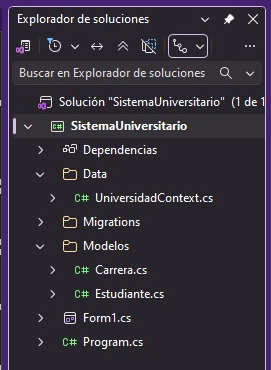 Explorador de soluciones
Buscar en Explorador de soluciones
Solución "SistemaUniversitario" (1 de 1
C# SistemaUniversitario
Dependencias
Data
C# UniversidadContext.cs
Migrations
Modelos
C# Carrera.cs
C# Estudiante.cs
Form1.cs
C# Program.cs